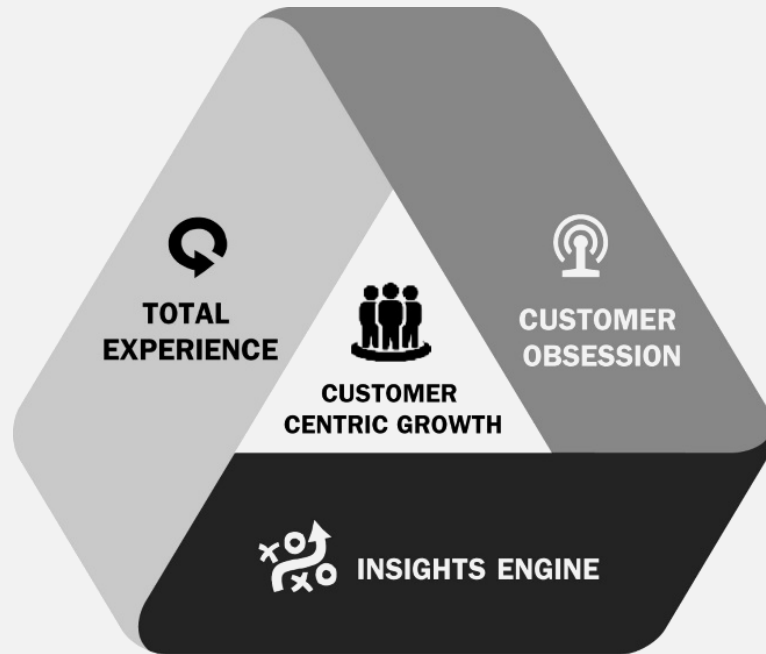 TOTAL
EXPERIENCE
CUSTOMER
OBSESSION
CUSTOMER
CENTRIC GROWTH
INSIGHTS ENGINE